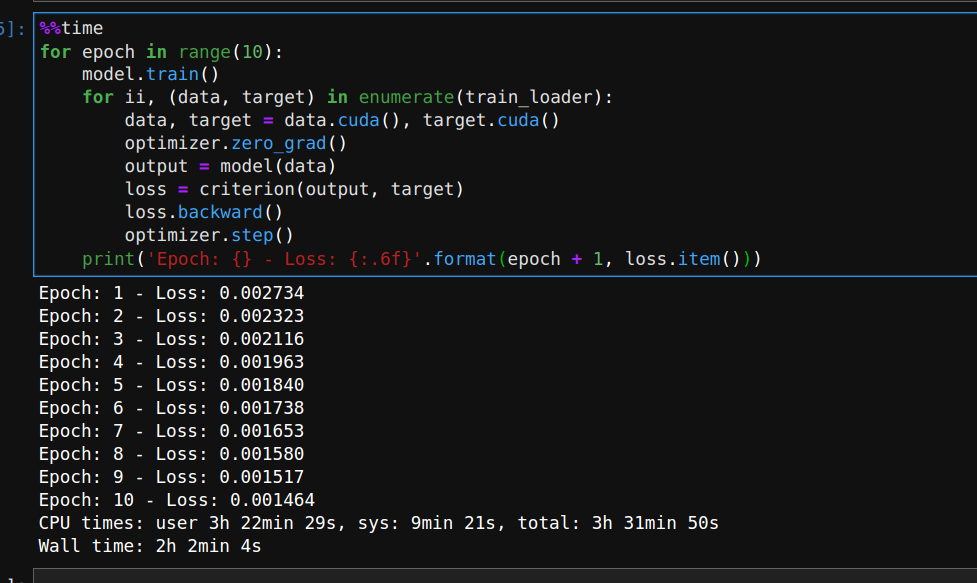 5]:
%%time
for epoch in range(10):
    model.train()
    for ii, (data, target) in enumerate(train_loader):
        data, target = data.cuda(), target.cuda()
        optimizer.zero_grad()
        output = model(data)
        loss = criterion(output, target)
        loss.backward()
        optimizer.step()
    print('Epoch: {} - Loss: {:.6f}'.format(epoch + 1, loss.item()))
Epoch: 1 - Loss: 0.002734
Epoch: 2 - Loss: 0.002323
Epoch: 3 - Loss: 0.002116
Epoch: 4 - Loss: 0.001963
Epoch: 5 - Loss: 0.001840
Epoch: 6 - Loss: 0.001738
Epoch: 7 - Loss: 0.001653
Epoch: 8 - Loss: 0.001580
Epoch: 9 - Loss: 0.001517
Epoch: 10 - Loss: 0.001464
CPU times: user 3h 22min 29s, sys: 9min 21s, total: 3h 31min 50s
Wall time: 2h 2min 4s